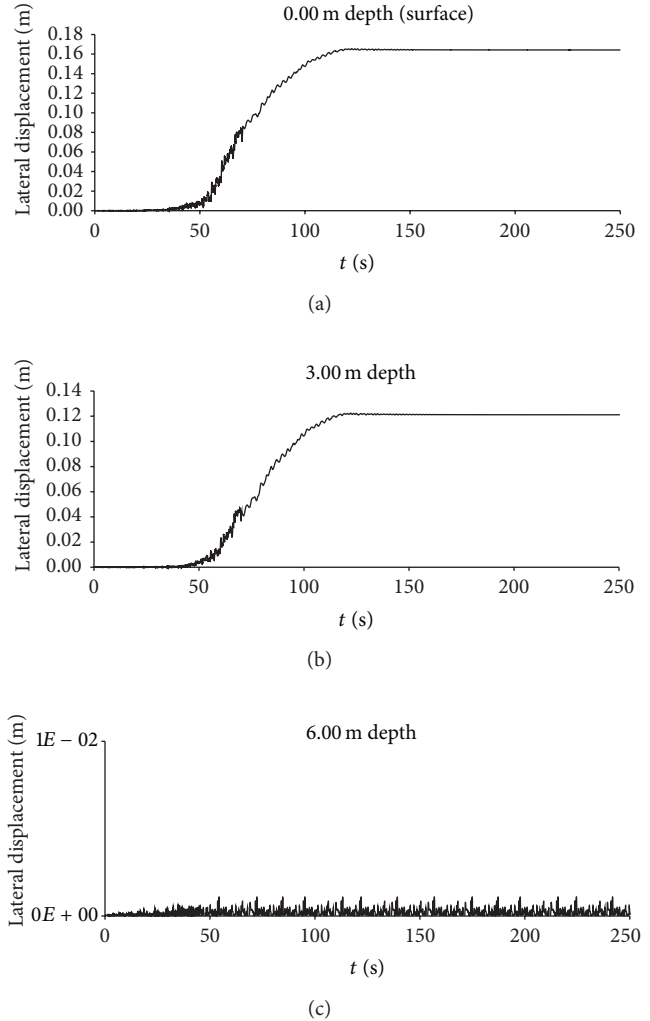 0.00 m depth (surface)
Lateral displacement (m)
0.18
0.16
0.14
0.12
0.10
0.08
0.06
0.04
0.02
0.00
0 50 100 150 200 250
t (s)
(a)
3.00 m depth
Lateral displacement (m)
0.14
0.12
0.10
0.08
0.06
0.04
0.02
0.00
0 50 100 150 200 250
t (s)
(b)
6.00 m depth
Lateral displacement (m)
1E − 02
0E + 00
0 50 100 150 200 250
t (s)
(c)